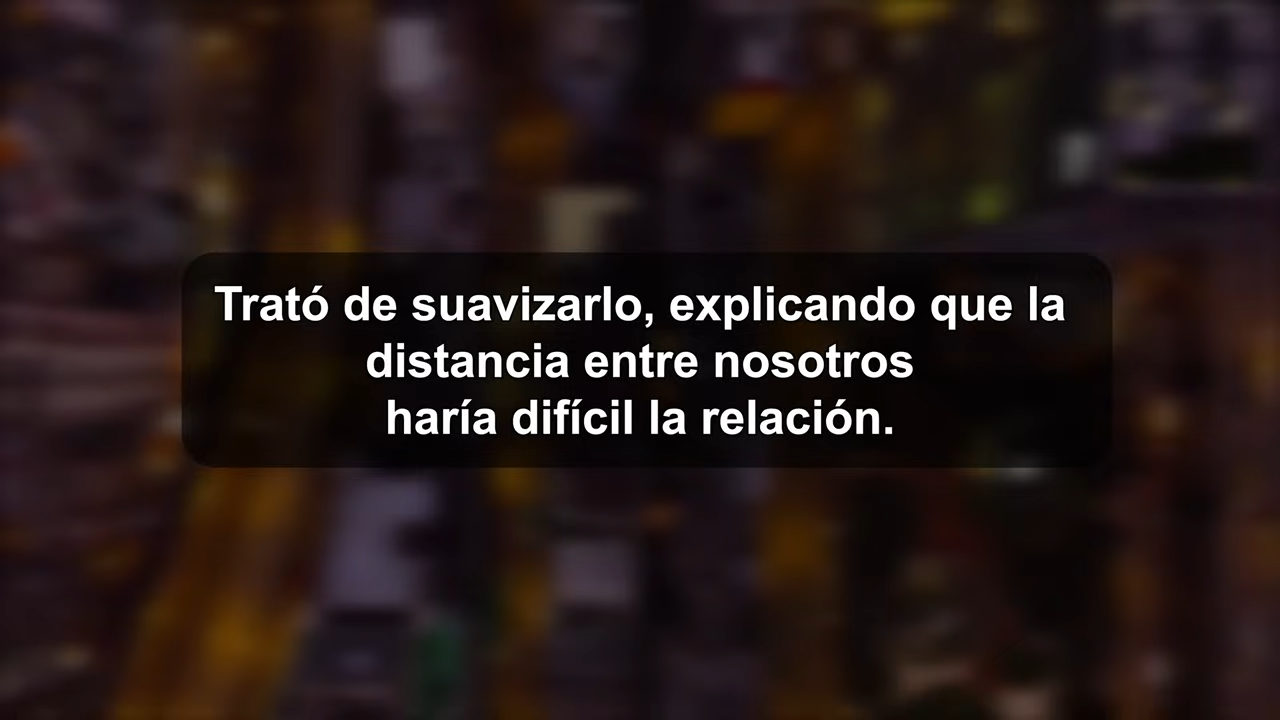 Trató de suavizarlo, explicando que la
distancia entre nosotros
haría difícil la relación.